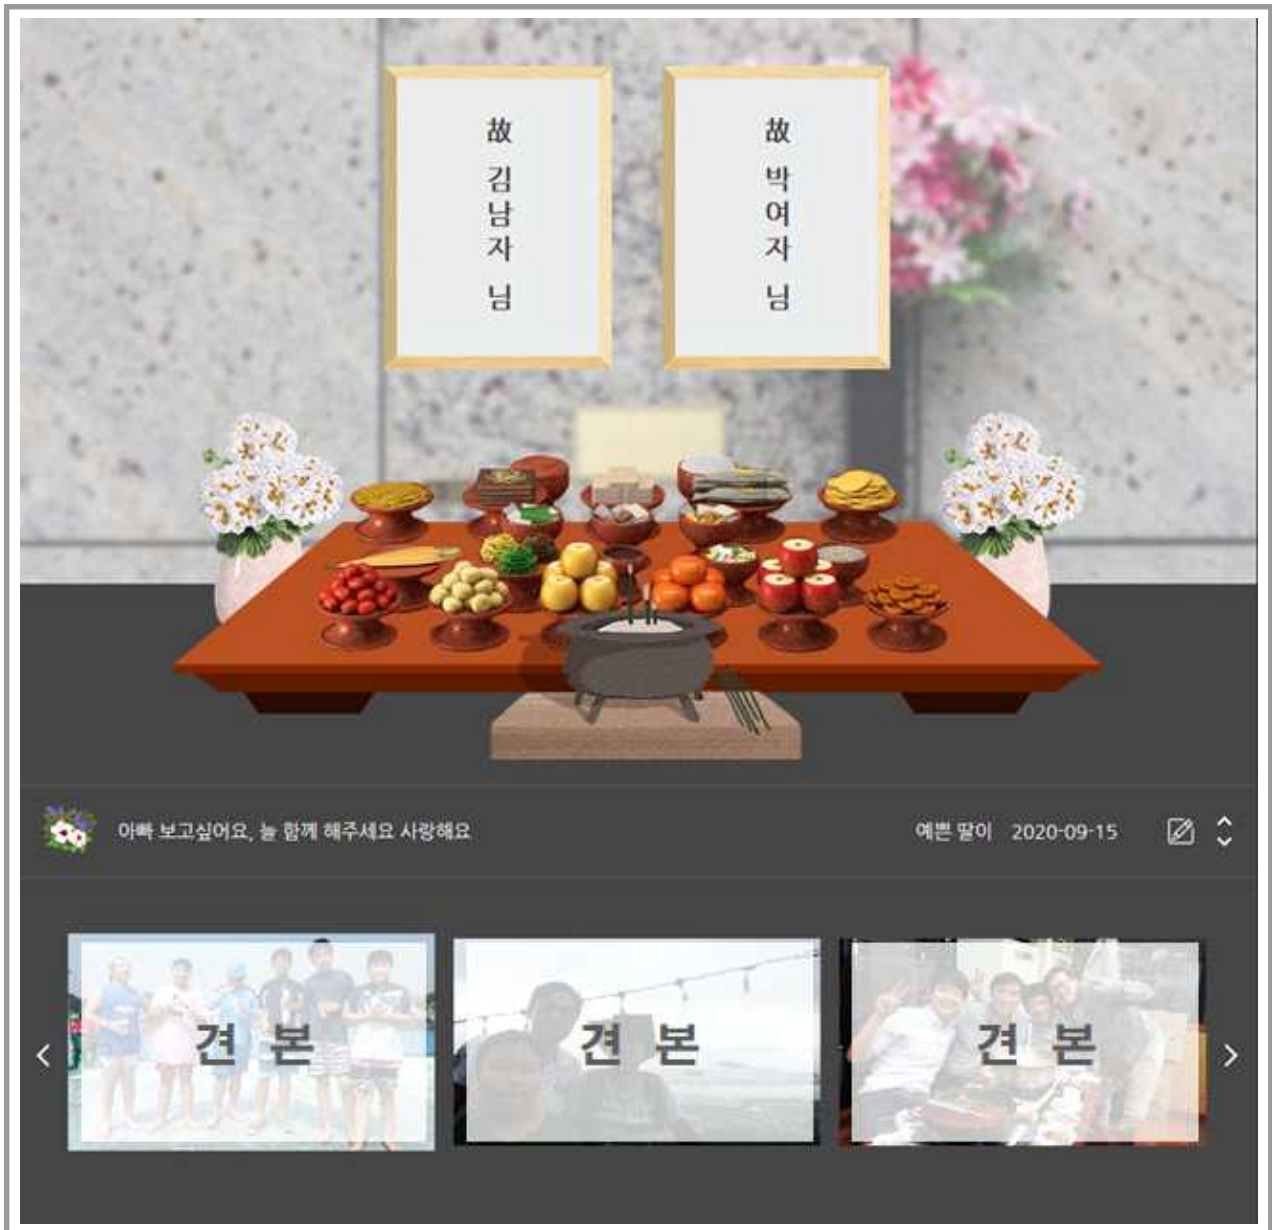 故 김남자 님
故 박여자 님
아빠 보고싶어요, 늘 함께 해주세요 사랑해요
예쁜 딸이 2020-09-15
견 본
견 본
견 본